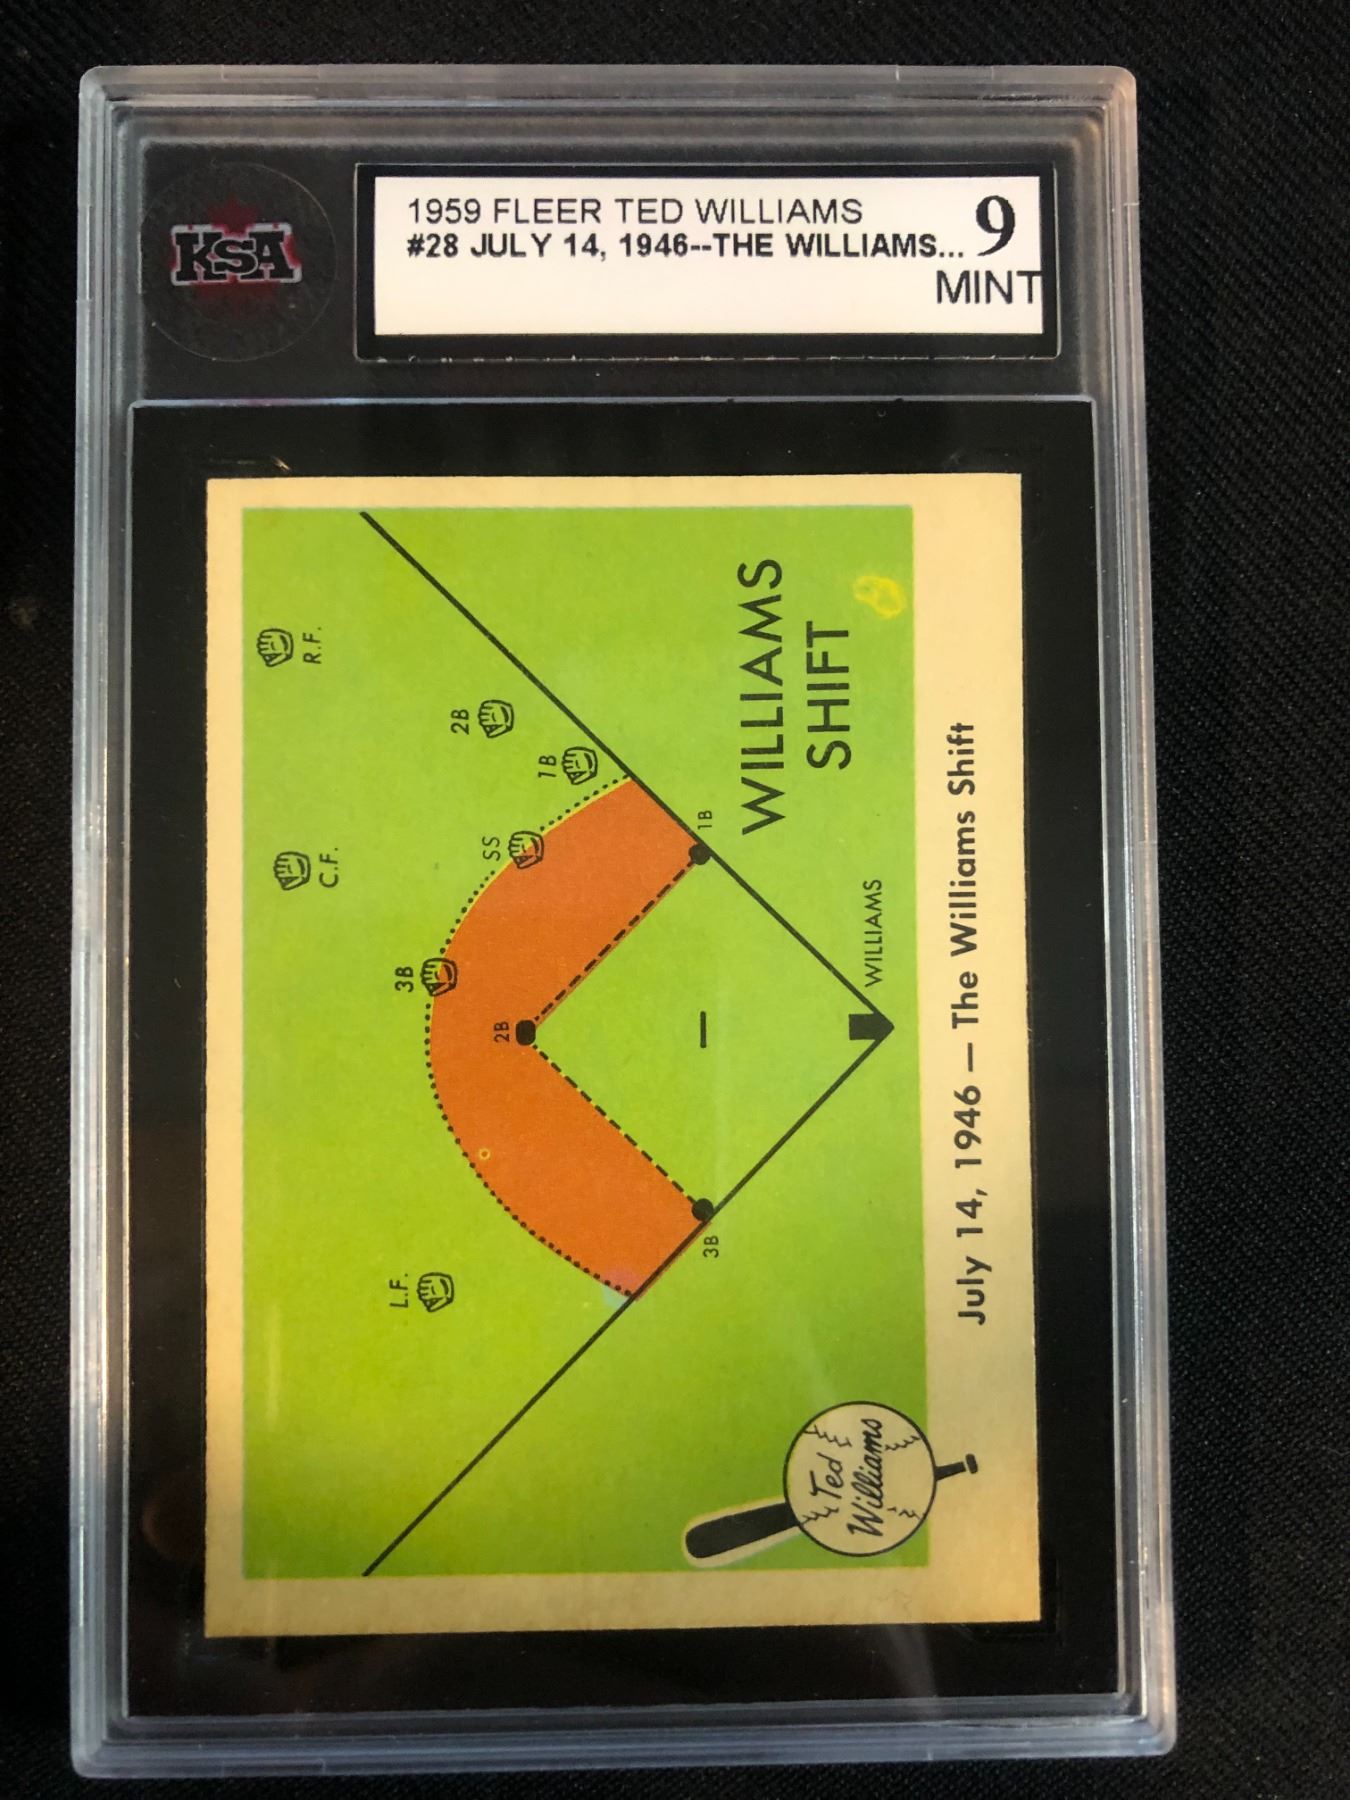 KSA
1959 FLEER TED WILLIAMS
#28 JULY 14, 1946--THE WILLIAMS...
9
MINT
R.F.
C.F.
L.F.
2B
1B
SS
3B
2B
1B
3B
WILLIAMS
SHIFT
WILLIAMS
Ted
Williams
July 14, 1946 — The Williams Shift